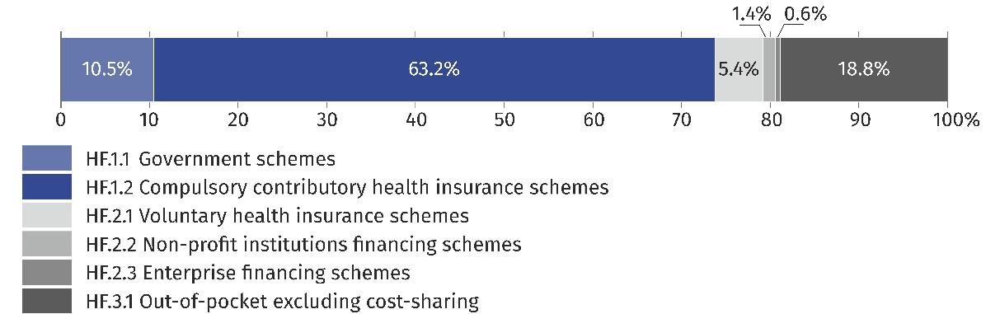 1.4% 0.6%
10.5% 63.2% 5.4% 18.8%
0 10 20 30 40 50 60 70 80 90 100%
HF.1.1 Government schemes
HF.1.2 Compulsory contributory health insurance schemes
HF.2.1 Voluntary health insurance schemes
HF.2.2 Non-profit institutions financing schemes
HF.2.3 Enterprise financing schemes
HF.3.1 Out-of-pocket excluding cost-sharing